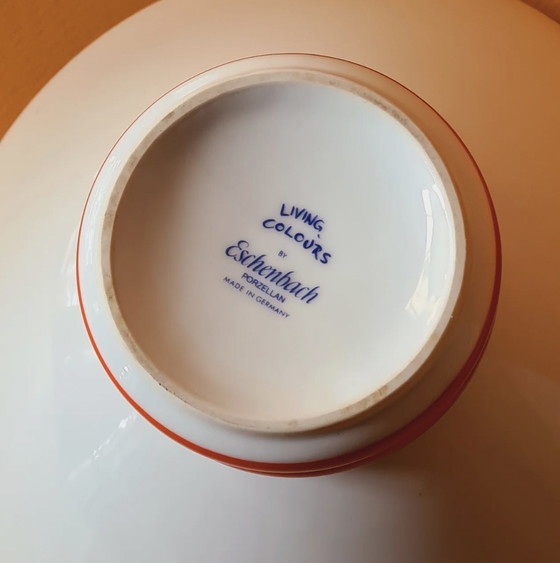 LIVING
COLOURS
BY
Eschenbach
PORZELLAN
MADE IN GERMANY